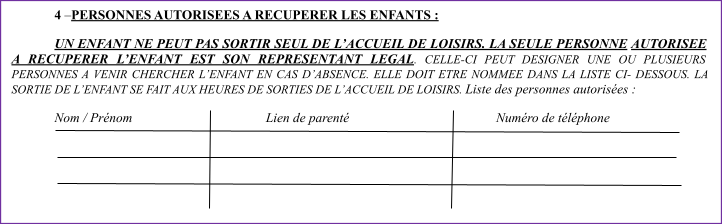 4 –PERSONNES AUTORISEES A RECUPERER LES ENFANTS :
UN ENFANT NE PEUT PAS SORTIR SEUL DE L’ACCUEIL DE LOISIRS. LA SEULE PERSONNE AUTORISEE
A RECUPERER L’ENFANT EST SON REPRESENTANT LEGAL. CELLE-CI PEUT DESIGNER UNE OU PLUSIEURS
PERSONNES A VENIR CHERCHER L’ENFANT EN CAS D’ABSENCE. ELLE DOIT ETRE NOMMEE DANS LA LISTE CI- DESSOUS. LA
SORTIE DE L’ENFANT SE FAIT AUX HEURES DE SORTIES DE L’ACCUEIL DE LOISIRS. Liste des personnes autorisées :
Nom / Prénom Lien de parenté Numéro de téléphone